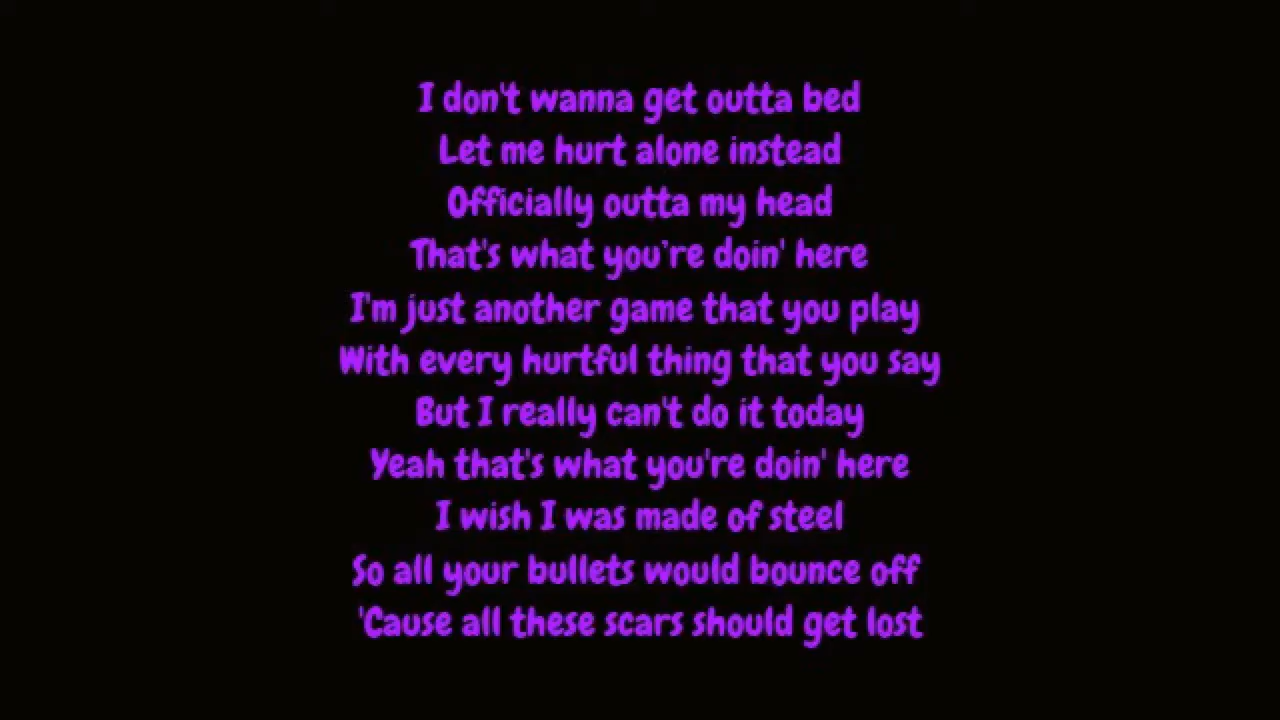 I don't wanna get outta bed
Let me hurt alone instead
Officially outta my head
That's what you’re doin' here
I'm just another game that you play
With every hurtful thing that you say
But I really can't do it today
Yeah that's what you're doin' here
I wish I was made of steel
So all your bullets would bounce off
'Cause all these scars should get lost